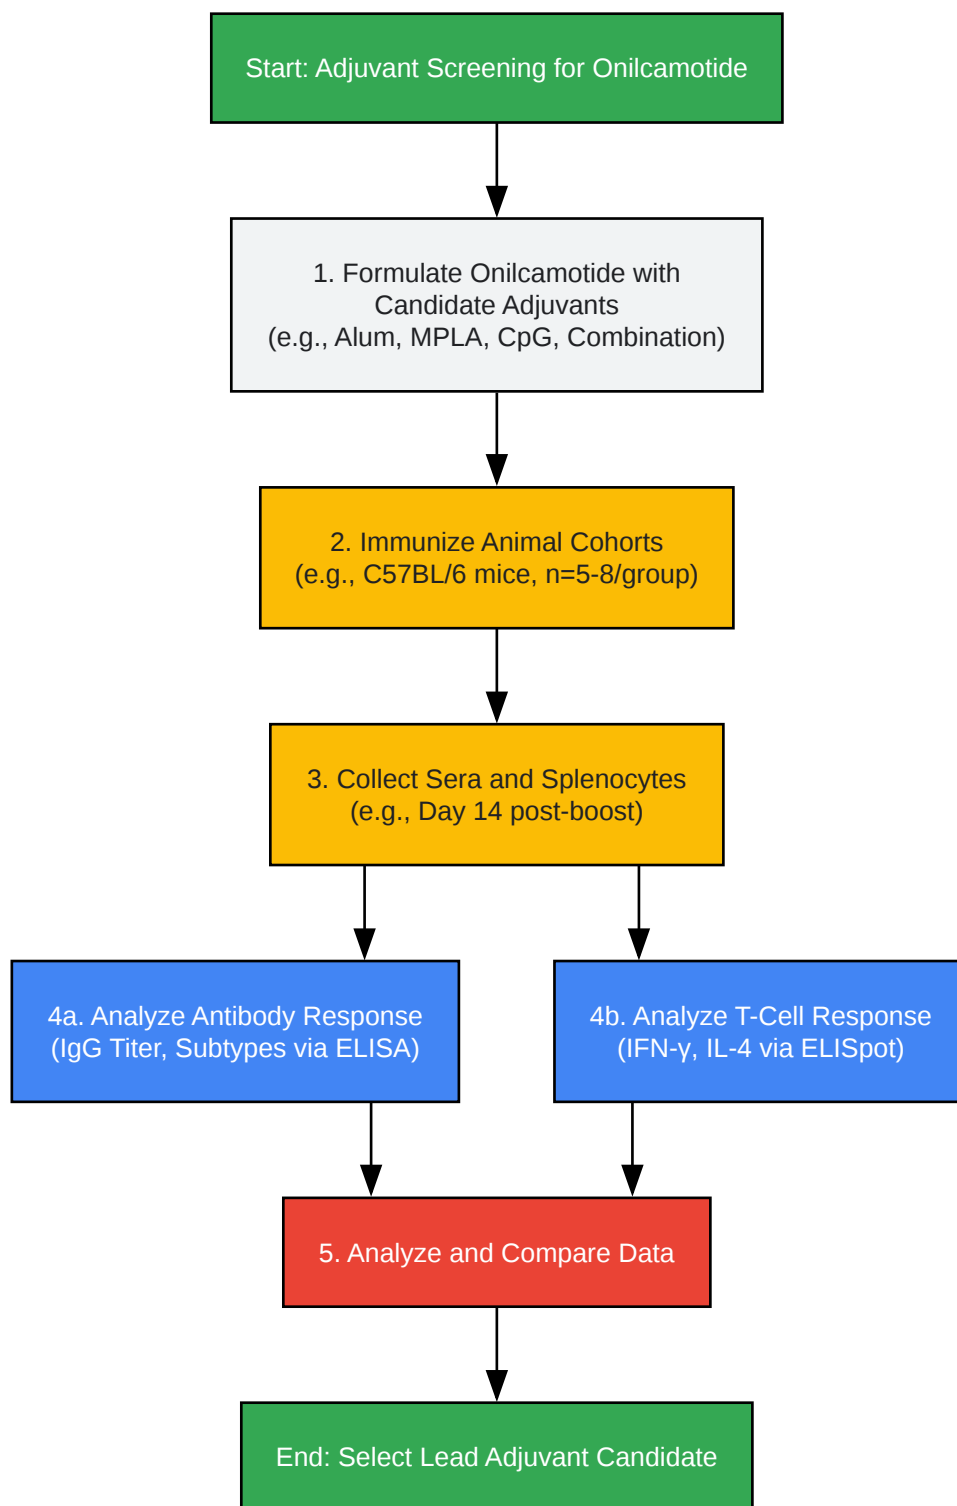 Start: Adjuvant Screening for Onilcamotide
1. Formulate Onilcamotide with
Candidate Adjuvants
(e.g., Alum, MPLA, CpG, Combination)
2. Immunize Animal Cohorts
(e.g., C57BL/6 mice, n=5-8/group)
3. Collect Sera and Splenocytes
(e.g., Day 14 post-boost)
4a. Analyze Antibody Response
(IgG Titer, Subtypes via ELISA)
4b. Analyze T-Cell Response
(IFN-γ, IL-4 via ELISpot)
5. Analyze and Compare Data
End: Select Lead Adjuvant Candidate